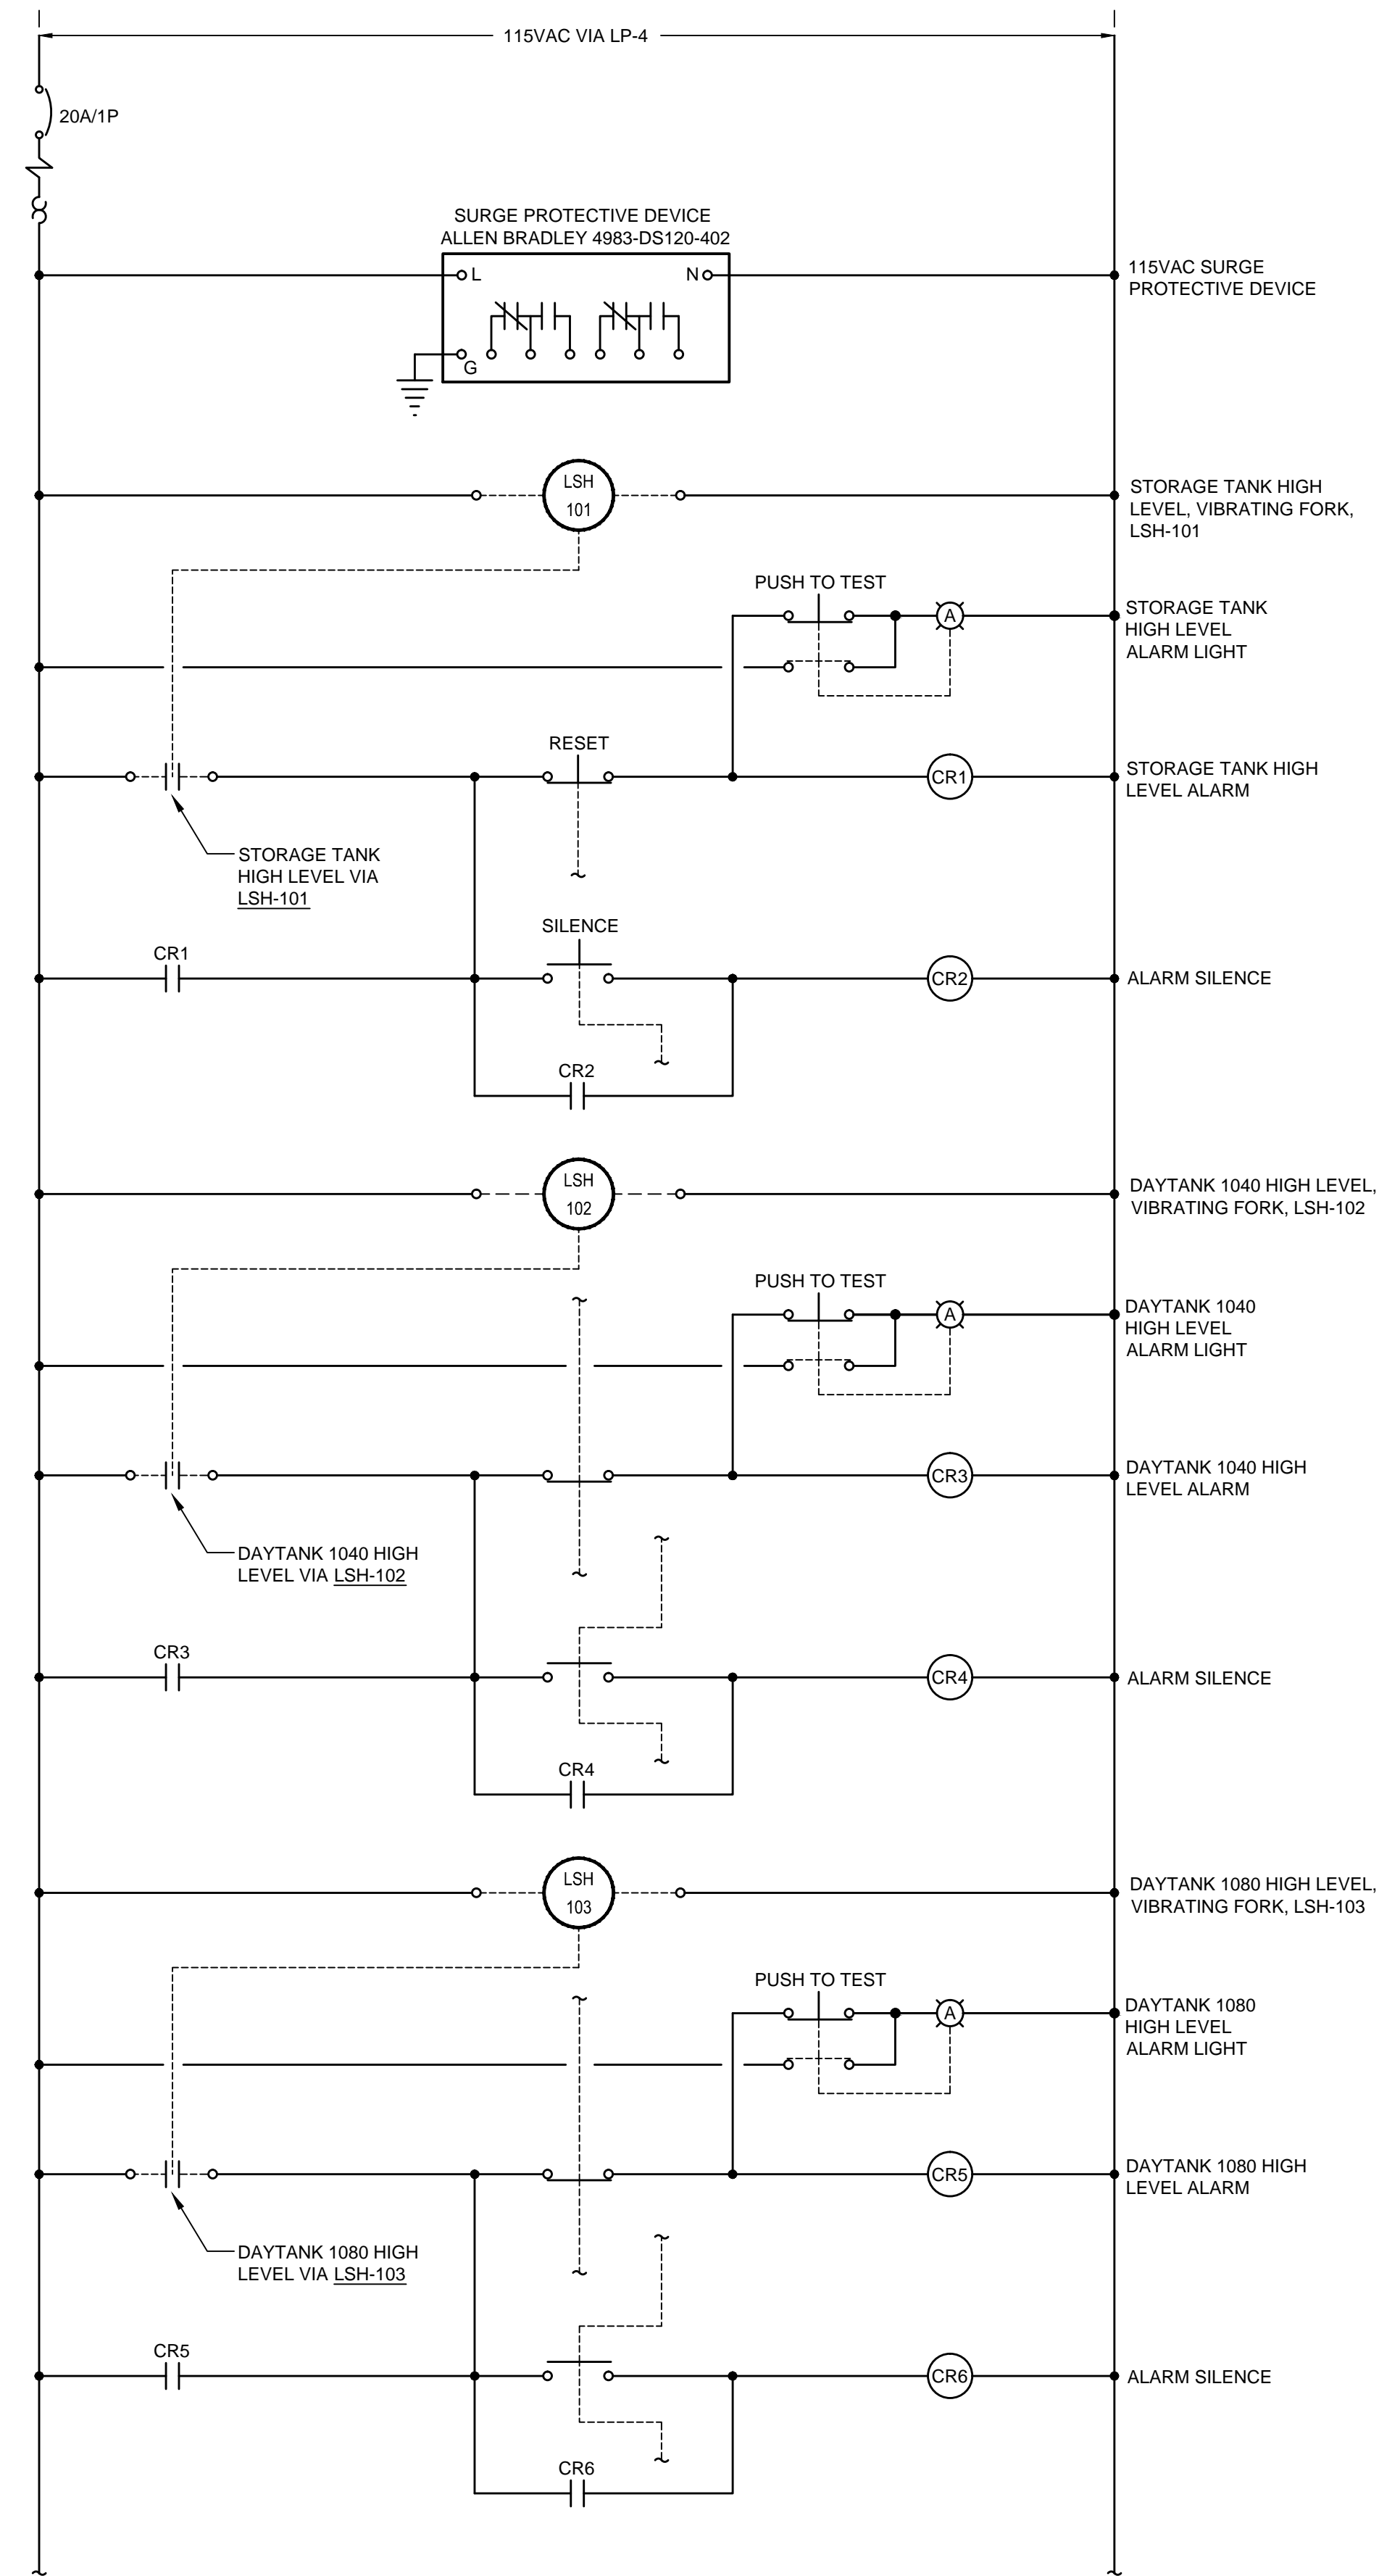 115VAC VIA LP-4
20A/1P
SURGE PROTECTIVE DEVICE
ALLEN BRADLEY 4983-DS120-402
L
N
G
115VAC SURGE
PROTECTIVE DEVICE
LSH
101
STORAGE TANK HIGH
LEVEL, VIBRATING FORK,
LSH-101
PUSH TO TEST
A
STORAGE TANK
HIGH LEVEL
ALARM LIGHT
RESET
CR1
STORAGE TANK HIGH
LEVEL ALARM
STORAGE TANK
HIGH LEVEL VIA
LSH-101
SILENCE
CR1
CR2
ALARM SILENCE
CR2
LSH
102
DAYTANK 1040 HIGH LEVEL,
VIBRATING FORK, LSH-102
PUSH TO TEST
A
DAYTANK 1040
HIGH LEVEL
ALARM LIGHT
CR3
DAYTANK 1040 HIGH
LEVEL ALARM
DAYTANK 1040 HIGH
LEVEL VIA LSH-102
CR3
CR4
ALARM SILENCE
CR4
LSH
103
DAYTANK 1080 HIGH LEVEL,
VIBRATING FORK, LSH-103
PUSH TO TEST
A
DAYTANK 1080
HIGH LEVEL
ALARM LIGHT
CR5
DAYTANK 1080 HIGH
LEVEL ALARM
DAYTANK 1080 HIGH
LEVEL VIA LSH-103
CR5
CR6
ALARM SILENCE
CR6